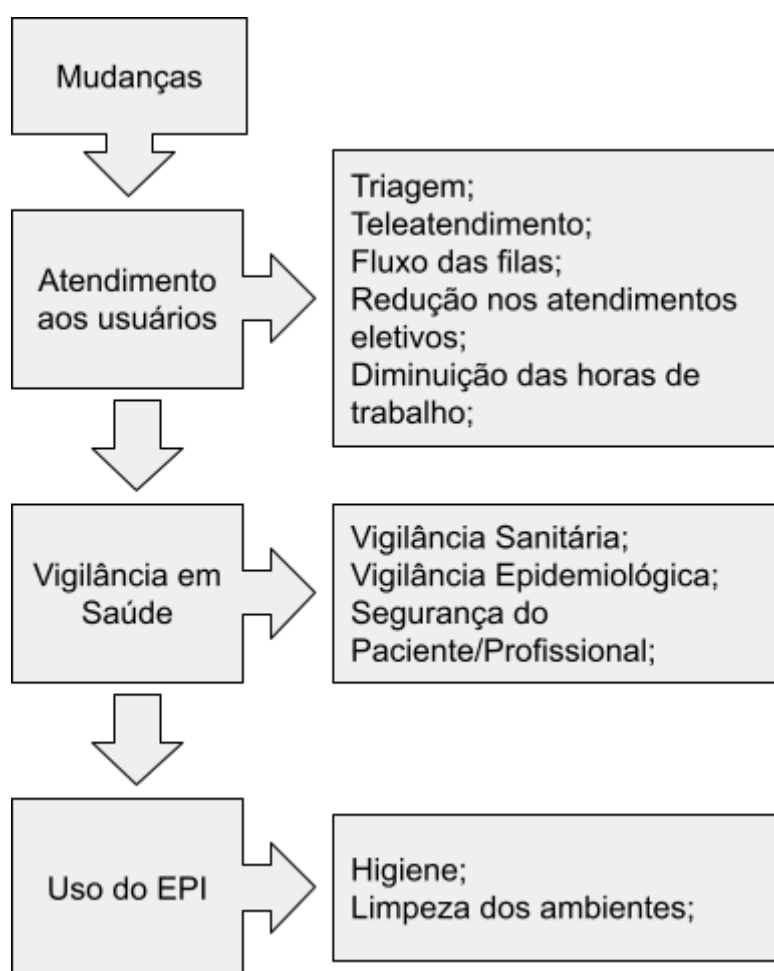 Mudanças
Atendimento
aos usuários
Triagem;
Teleatendimento;
Fluxo das filas;
Redução nos atendimentos
eletivos;
Diminuição das horas de
trabalho;
Vigilância em
Saúde
Vigilância Sanitária;
Vigilância Epidemiológica;
Segurança do
Paciente/Profissional;
Uso do EPI
Higiene;
Limpeza dos ambientes;